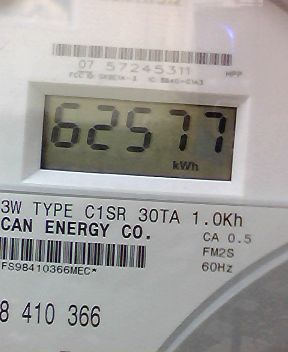 07 57245311 MPP
62577
kWh
3W TYPE C1SR 30TA 1.0Kh
CAN ENERGY CO. CA 0.5
FM2S
*FS98410366MEC* 60Hz
8 410 366